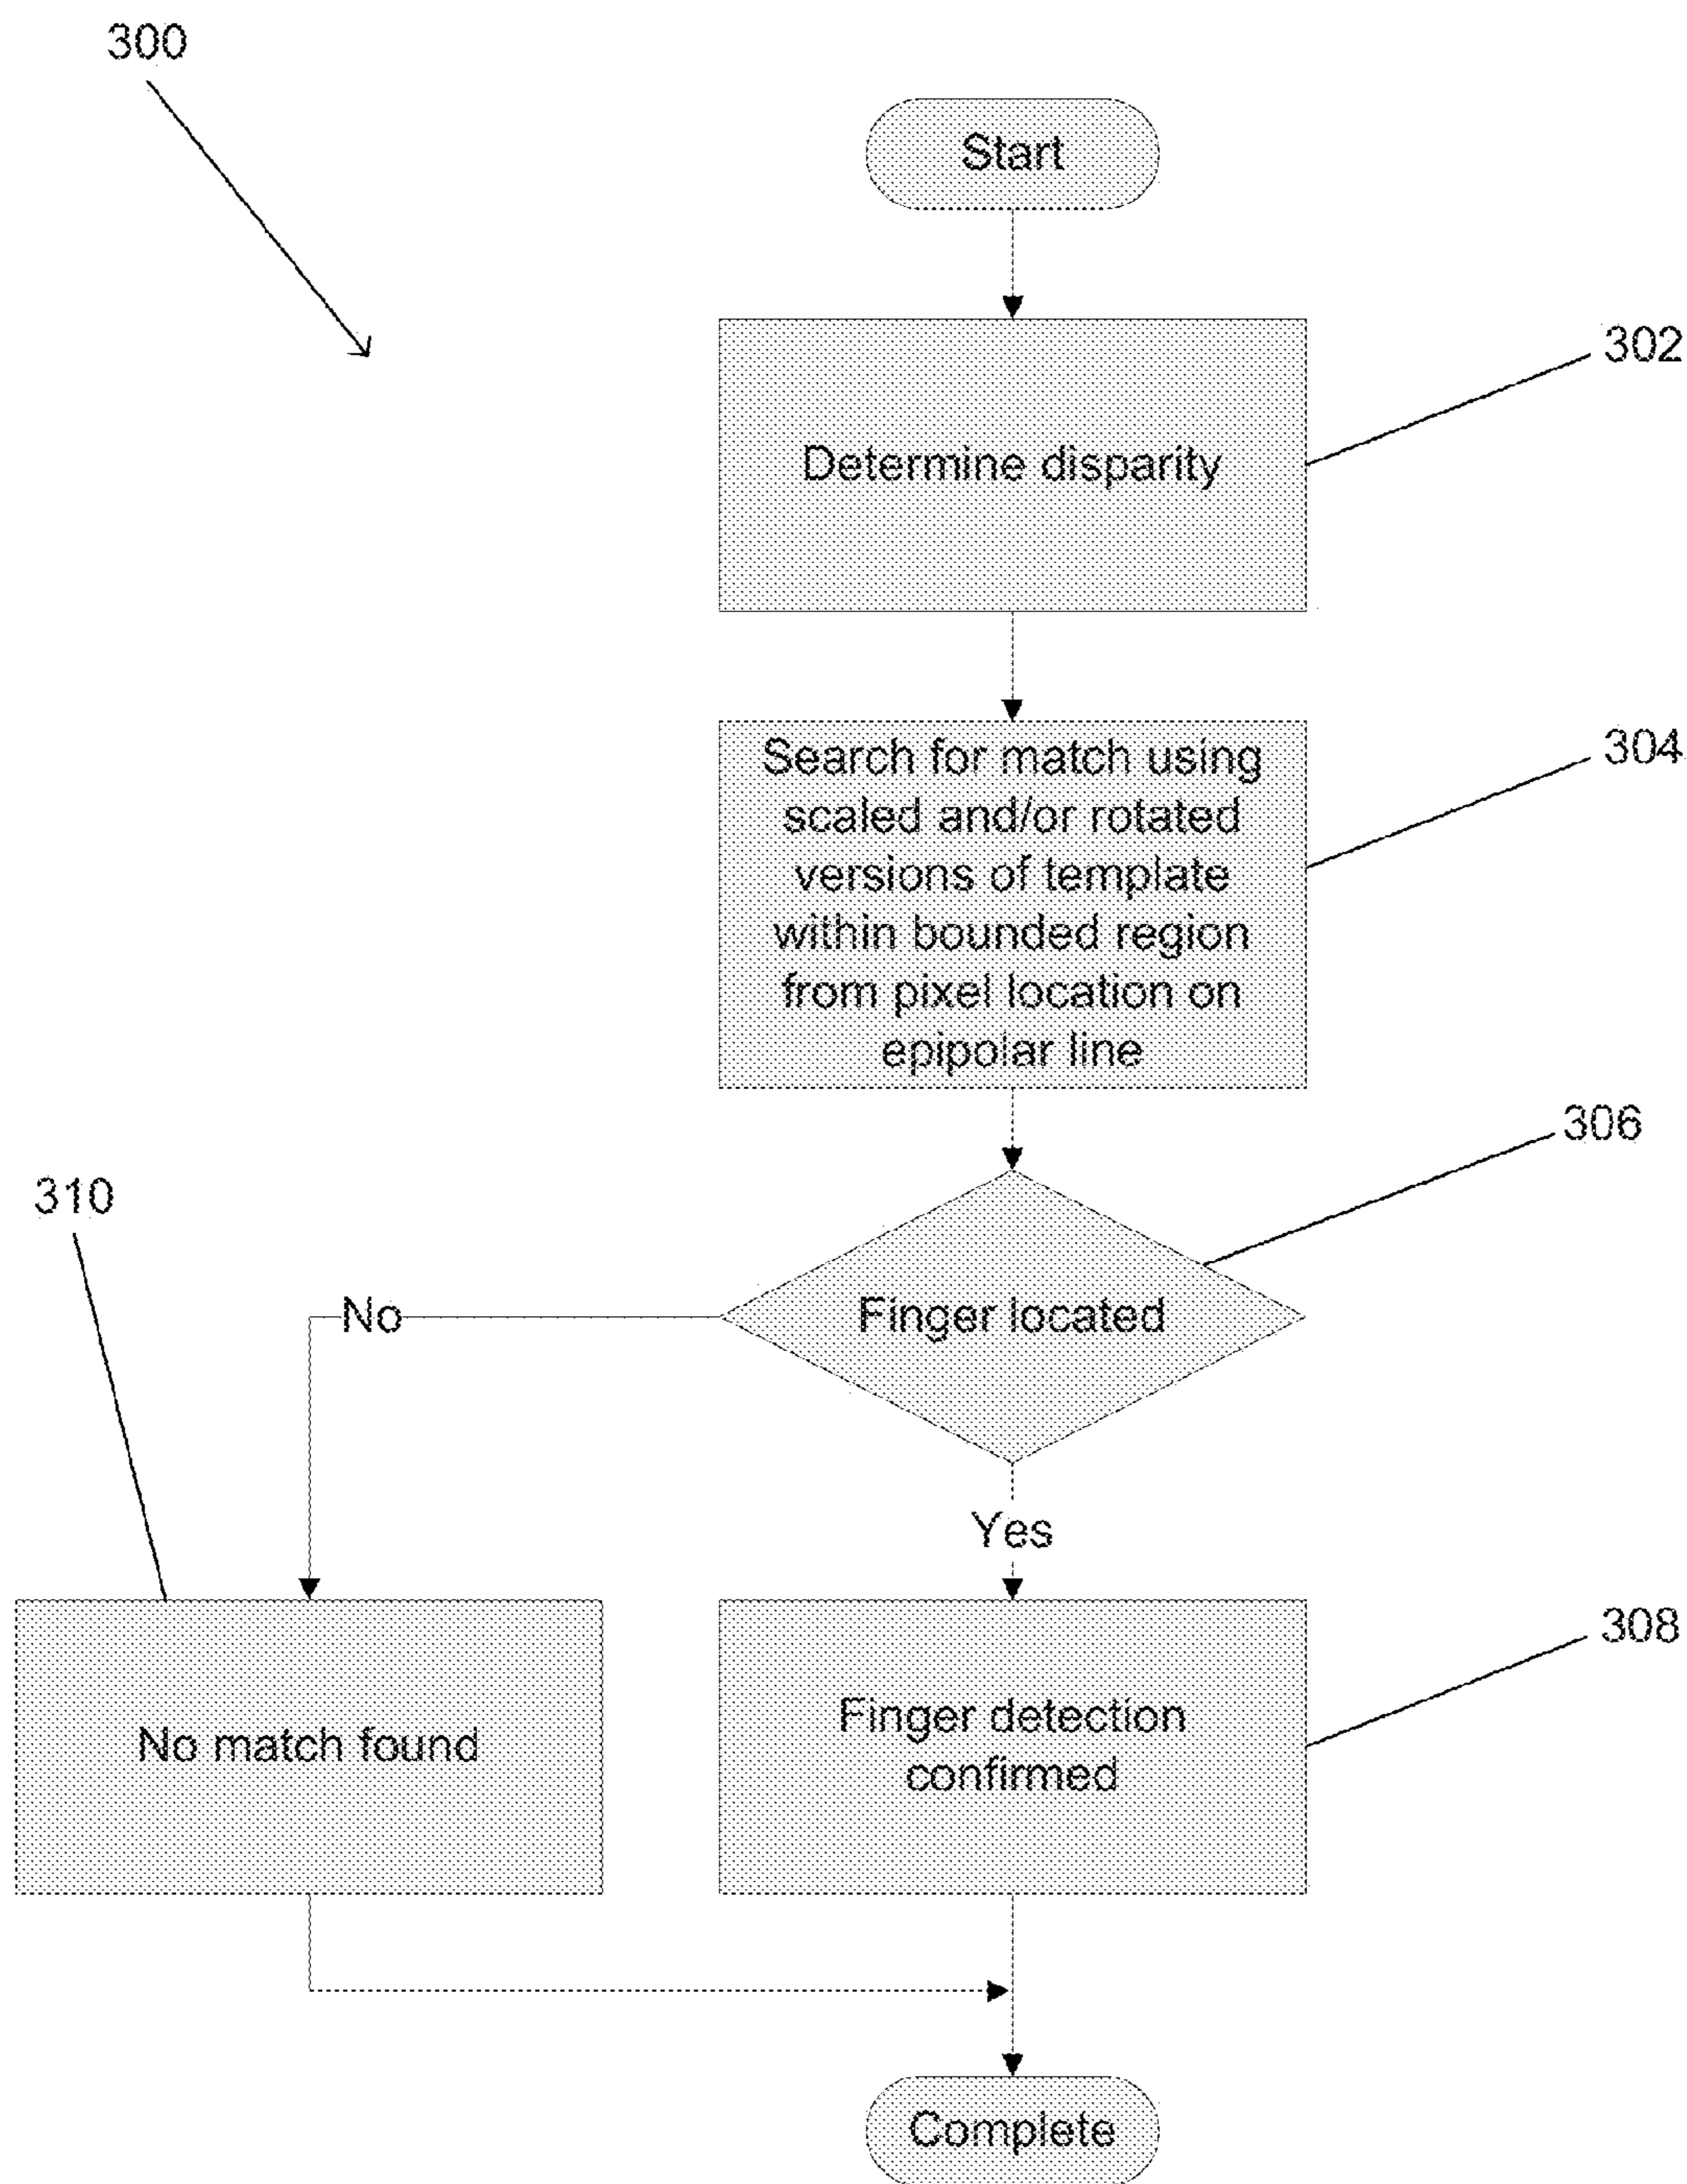 300
Start
302
Determine disparity
304
Search for match using
scaled and/or rotated
versions of template
within bounded region
from pixel location on
epipolar line
306
310
No
Finger located
Yes
308
No match found
Finger detection
confirmed
Complete